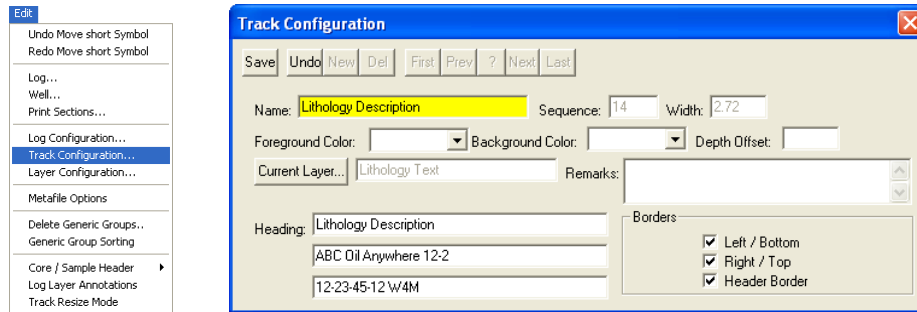 Edit
Undo Move short Symbol
Redo Move short Symbol
Log...
Well...
Print Sections...
Log Configuration...
Track Configuration...
Layer Configuration...
Metafile Options
Delete Generic Groups..
Generic Group Sorting
Core / Sample Header
Log Layer Annotations
Track Resize Mode
Track Configuration
Save Undo New Del First Prev ? Next Last
Name: Lithology Description Sequence: 14 Width: 2.72
Foreground Color: Background Color: Depth Offset:
Current Layer... Lithology Text Remarks:
Heading: Lithology Description
ABC Oil Anywhere 12-2
12-23-45-12 W4M
Borders
Left / Bottom
Right / Top
Header Border